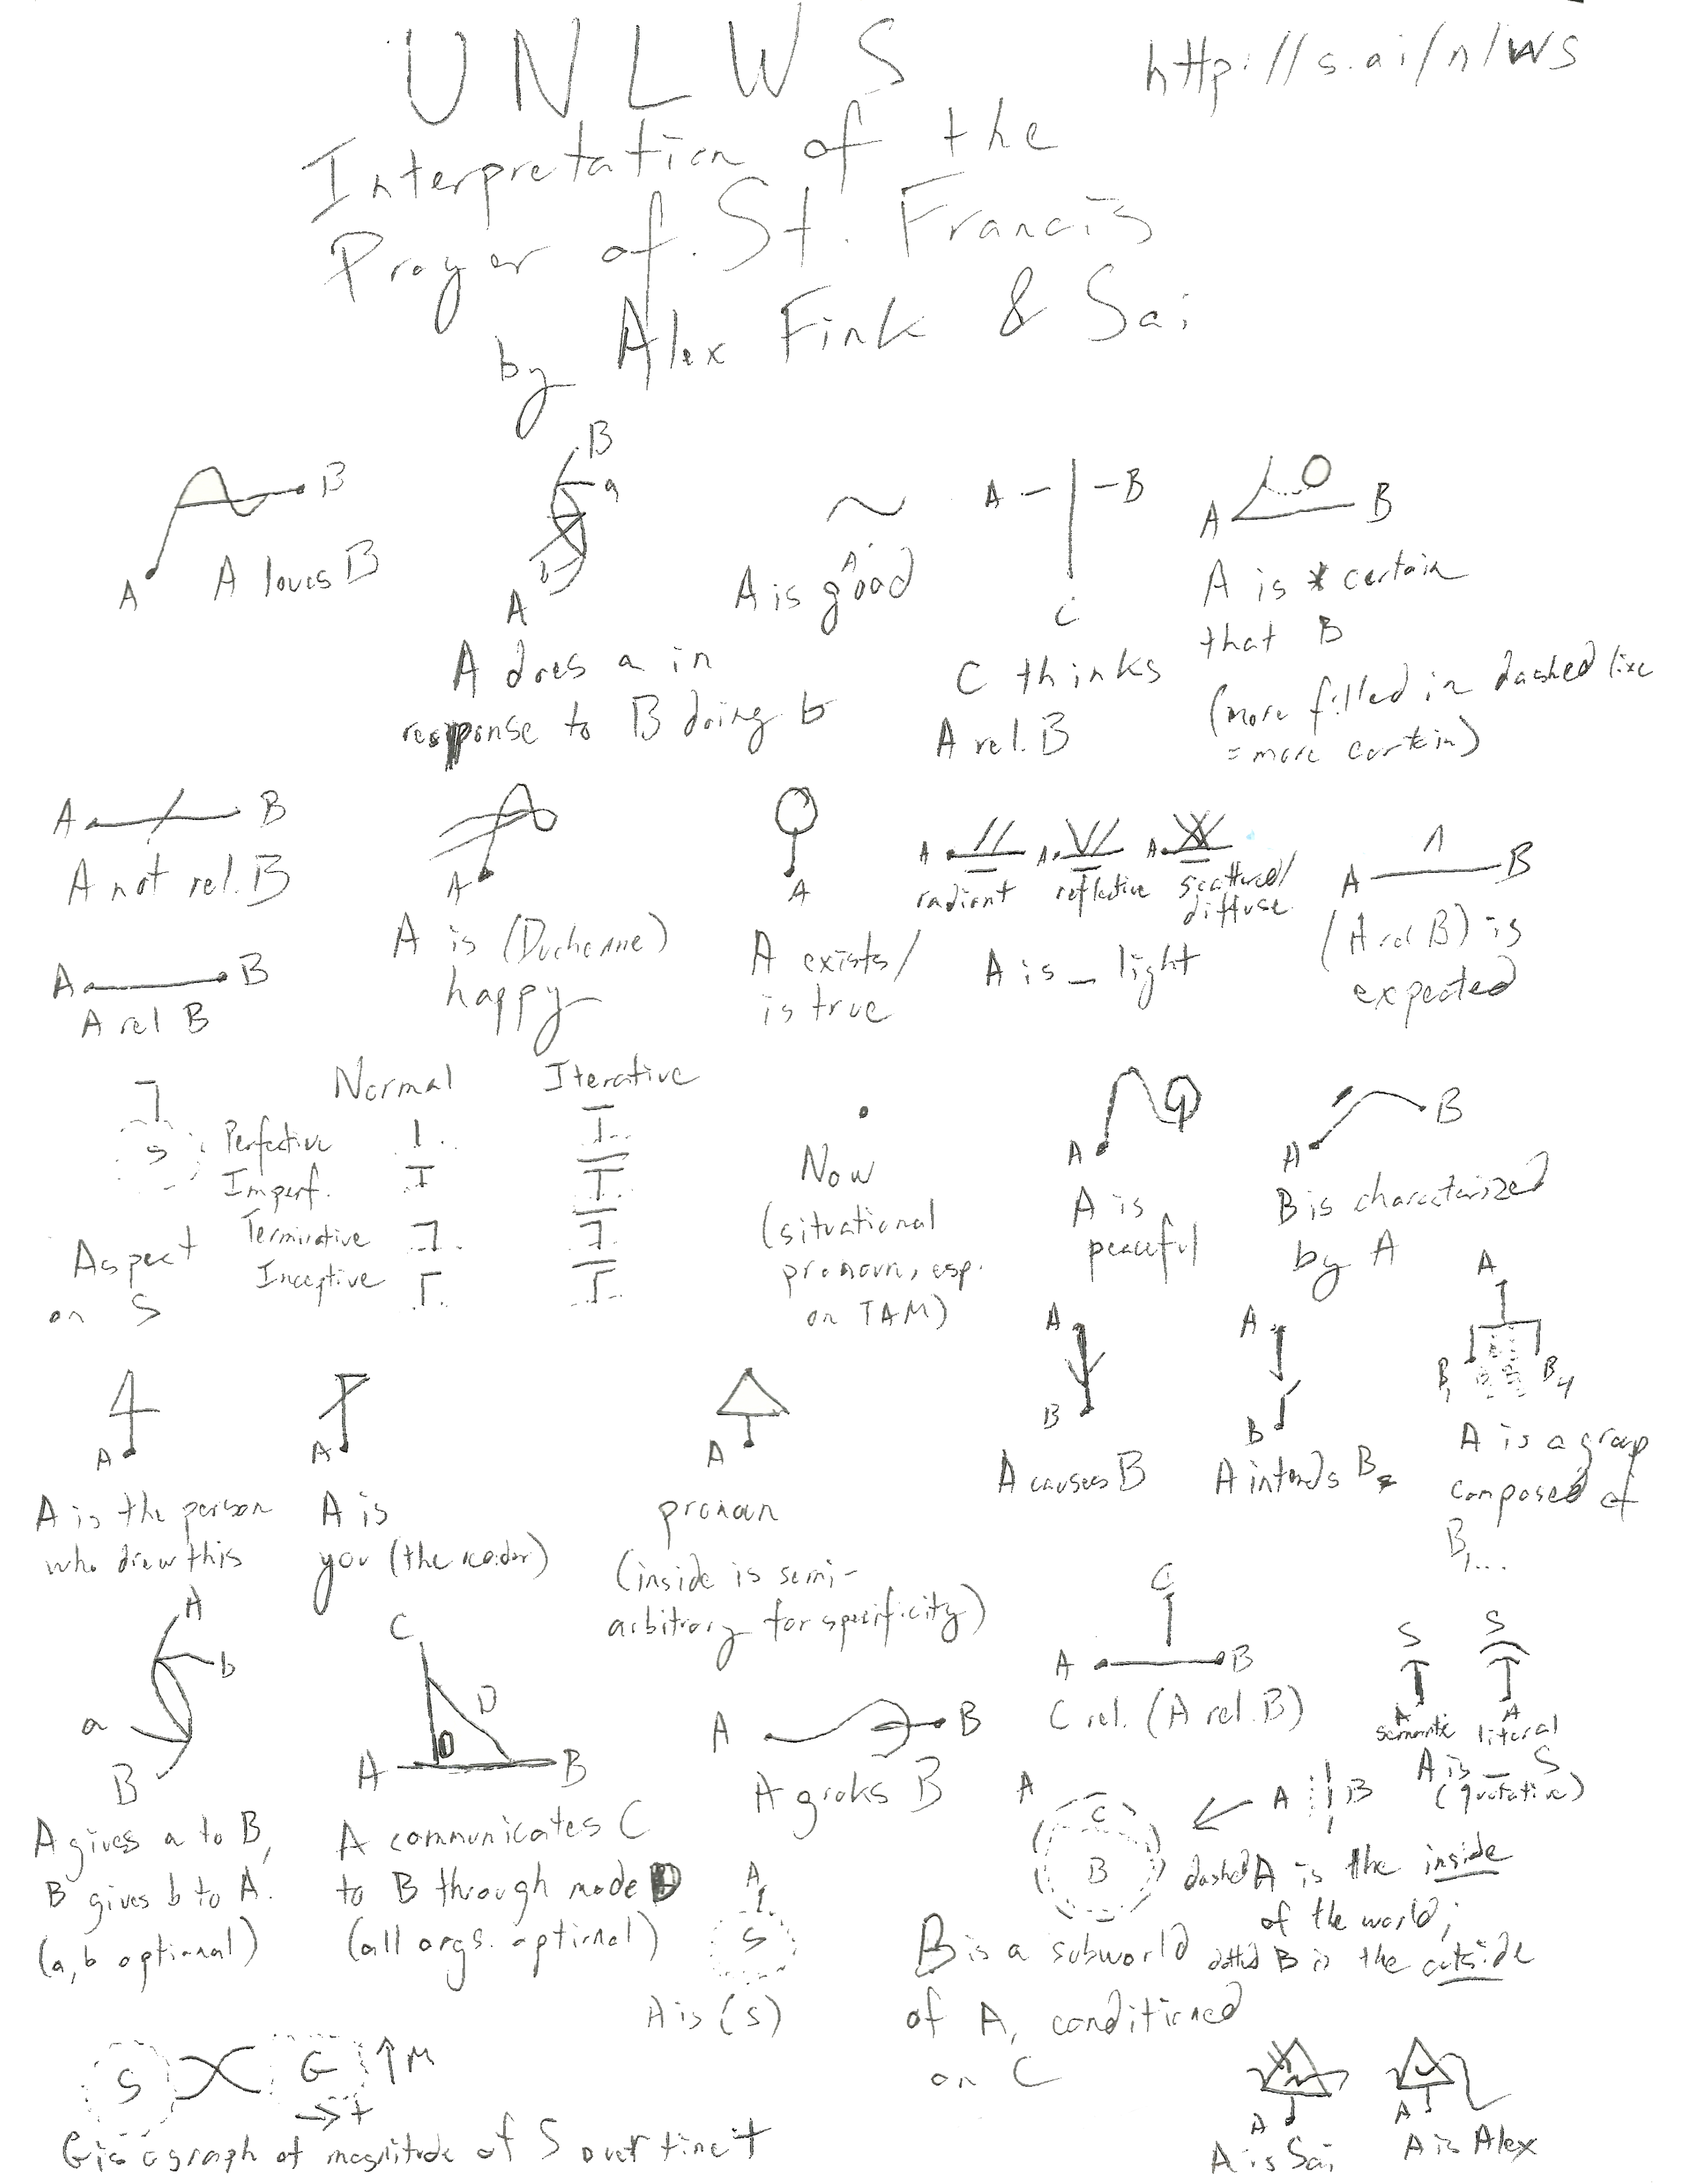 UNLWS
http://s.ai/nlws
Interpretation of the
Prayer of St. Francis
by Alex Fink & Sai
A B
A loves B
B a b A
A does a in
response to B doing b
A
A is good
A B C
C thinks
A rel. B
A B
A is certain
that B
(more filled in dashed line
= more certain)
A B
A not rel. B
A B
A rel B
A
A is (Duchenne)
happy
A
A exists/
is true
A A A
radiant reflective scattered/
diffuse
A is _ light
A B
(A rel B) is
expected
S
Aspect
on S
Normal Iterative
Perfective
Imperf.
Terminative
Inceptive
Now
(situational
pronoun, esp.
on TAM)
A
A is
peaceful
A B
B is characterized
by A
A
A is the person
who drew this
A
A is
you (the reader)
A
pronoun
(inside is semi-
arbitrary for specificity)
A
B
A causes B
A
B
A intends B
A
B₁ B₄
A is a group
composed of
B₁...
A
b
a
B
A gives a to B,
B gives b to A.
(a, b optional)
C
D
A B
A communicates C
to B through mode D
(all args. optional)
A B
A groks B
A
S
A is (S)
C
A B
C rel. (A rel. B)
S S
A A
semantic literal
A is _ S
(quotative)
A
C
B
B is a subworld
of A, conditioned
on C
A B
dashed A is the inside
of the world;
dotted B is the outside
S G M
t
G is a graph of magnitude of S over time t
A
A is Sai
A
A is Alex